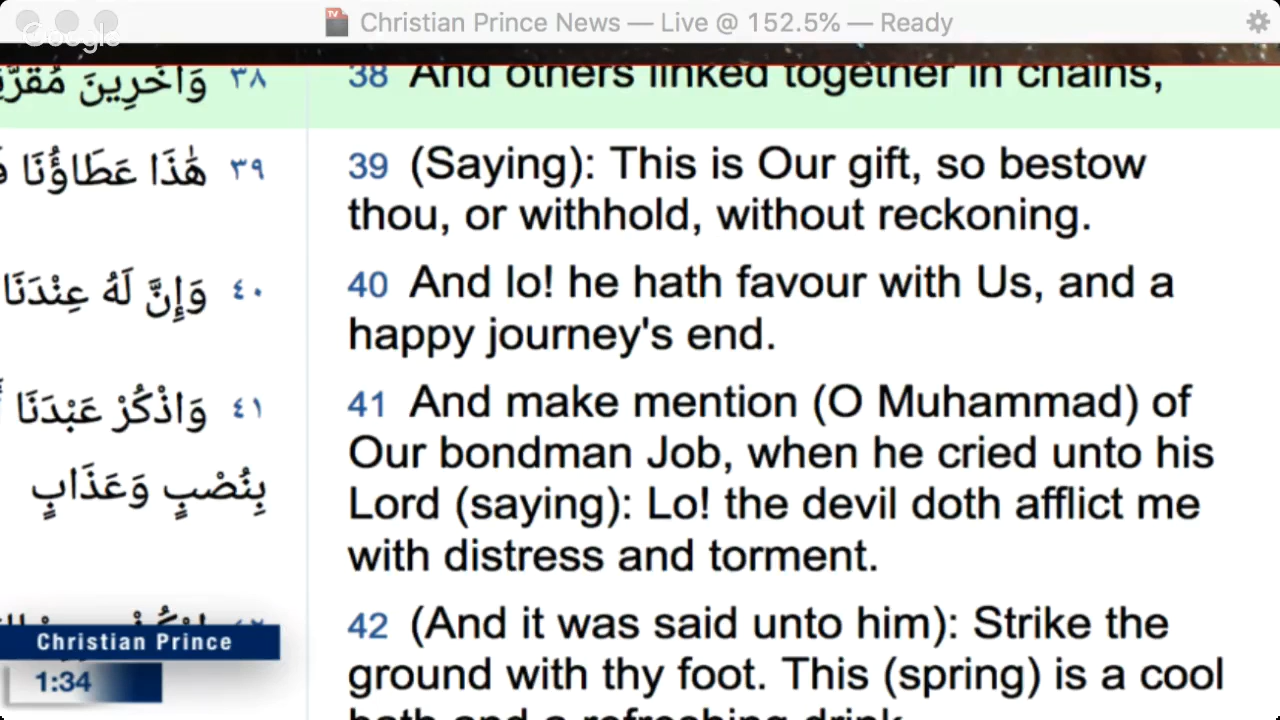 Christian Prince News — Live @ 152.5% — Ready
Google
وَآخَرِينَ ٣٨
38 And others linked together in chains,
هَٰذَا عَطَاؤُنَا ٣٩
39 (Saying): This is Our gift, so bestow
thou, or withhold, without reckoning.
وَإِنَّ لَهُ عِنْدَنَا ٤٠
40 And lo! he hath favour with Us, and a
happy journey's end.
وَاذْكُرْ عَبْدَنَا ٤١
بِنُصْبٍ وَعَذَابٍ
41 And make mention (O Muhammad) of
Our bondman Job, when he cried unto his
Lord (saying): Lo! the devil doth afflict me
with distress and torment.
42 (And it was said unto him): Strike the
ground with thy foot. This (spring) is a cool
bath and a refreshing drink.
Christian Prince
1:34